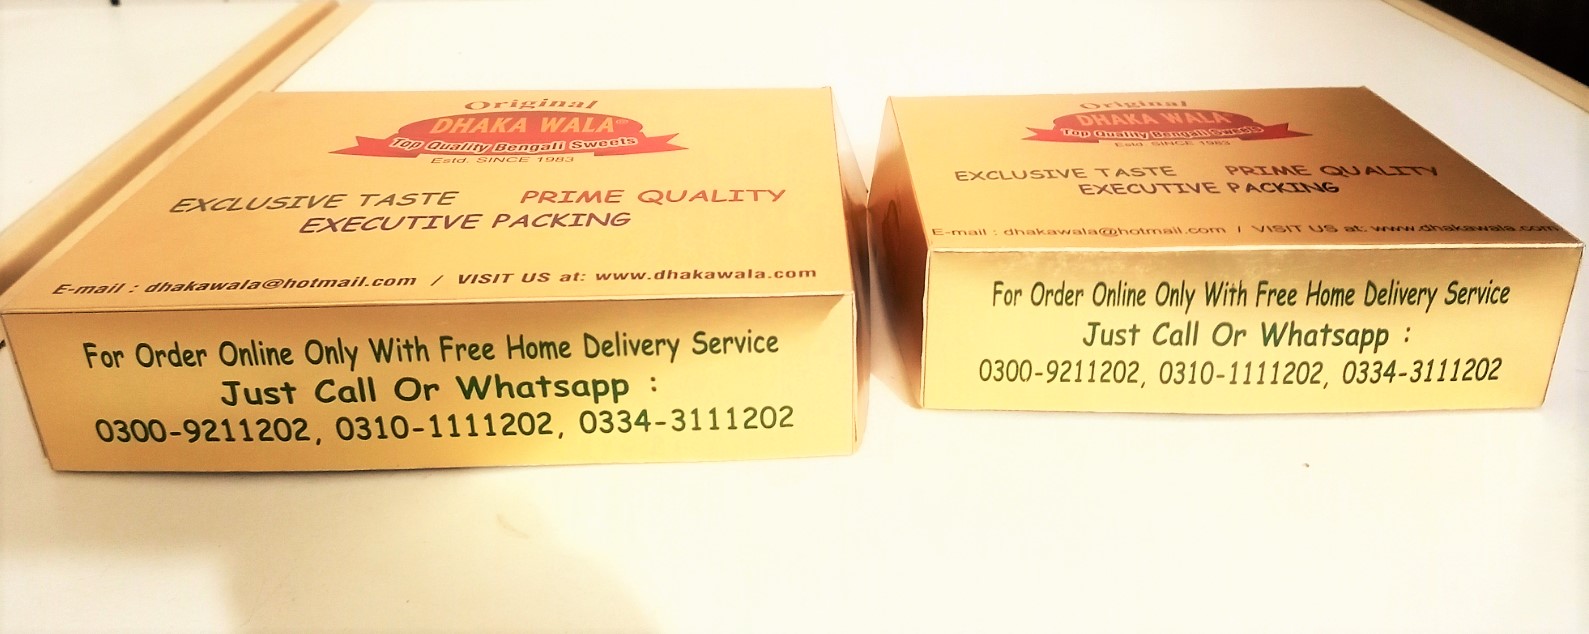 Original
DHAKA WALA®
Top Quality Bengali Sweets
Estd. SINCE 1983
EXCLUSIVE TASTE PRIME QUALITY
EXECUTIVE PACKING
E-mail : dhakawala@hotmail.com / VISIT US at: www.dhakawala.com
For Order Online Only With Free Home Delivery Service
Just Call Or Whatsapp :
0300-9211202, 0310-1111202, 0334-3111202
Original
DHAKA WALA
Top Quality Bengali Sweets
Estd. SINCE 1983
EXCLUSIVE TASTE PRIME QUALITY
EXECUTIVE PACKING
E-mail : dhakawala@hotmail.com / VISIT US at: www.dhakawala.com
For Order Online Only With Free Home Delivery Service
Just Call Or Whatsapp :
0300-9211202, 0310-1111202, 0334-3111202